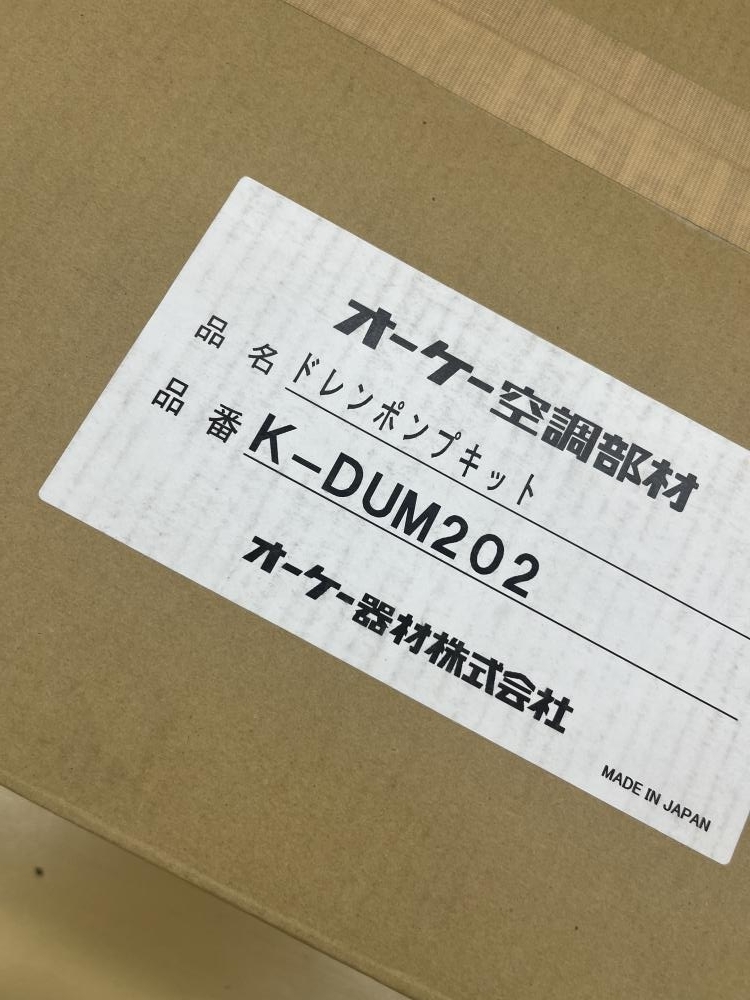 オーケー空調部材
品名 ドレンポンプキット
品番 K-DUM202
オーケー器材株式会社
MADE IN JAPAN